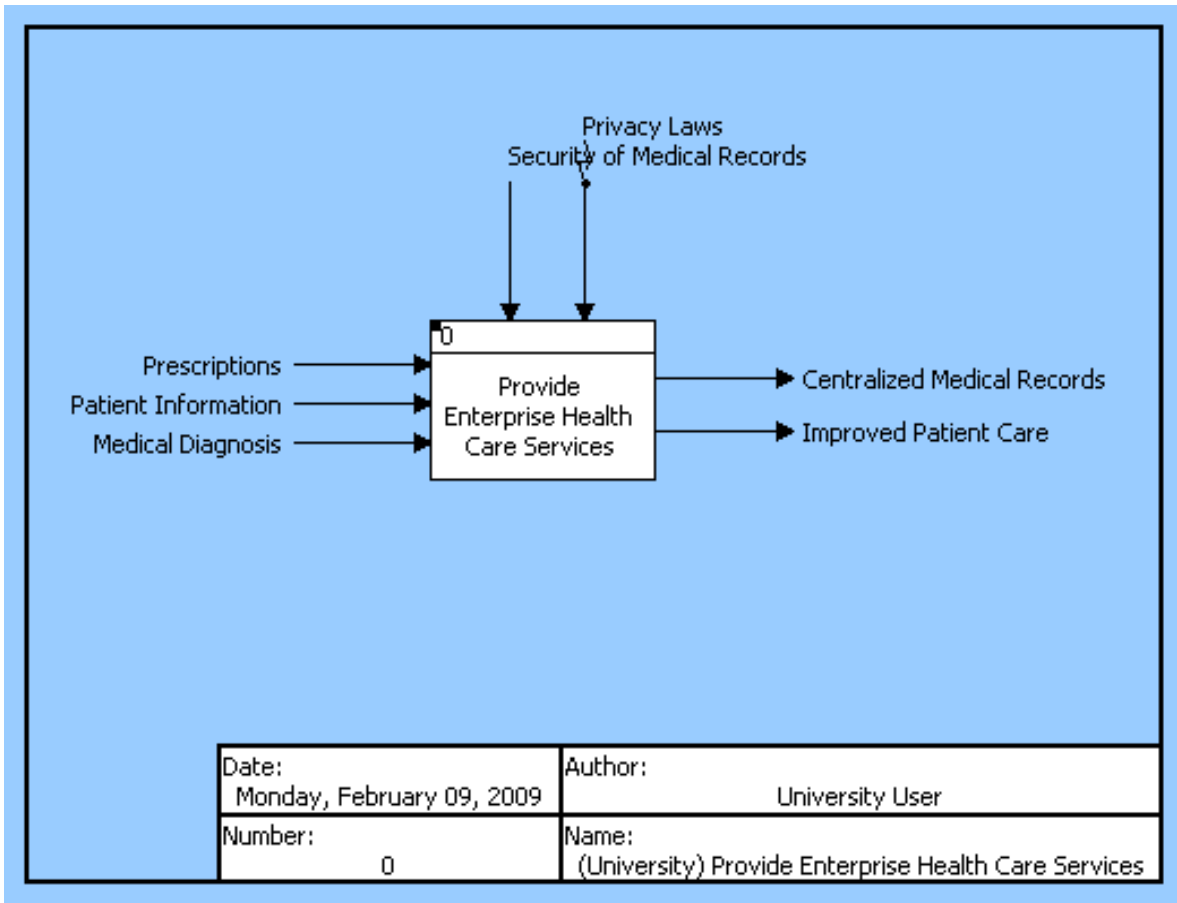 Privacy Laws
Security of Medical Records
0
Prescriptions
Patient Information
Medical Diagnosis
Provide
Enterprise Health
Care Services
Centralized Medical Records
Improved Patient Care
Date:
Monday, February 09, 2009
Author:
University User
Number:
0
Name:
(University) Provide Enterprise Health Care Services